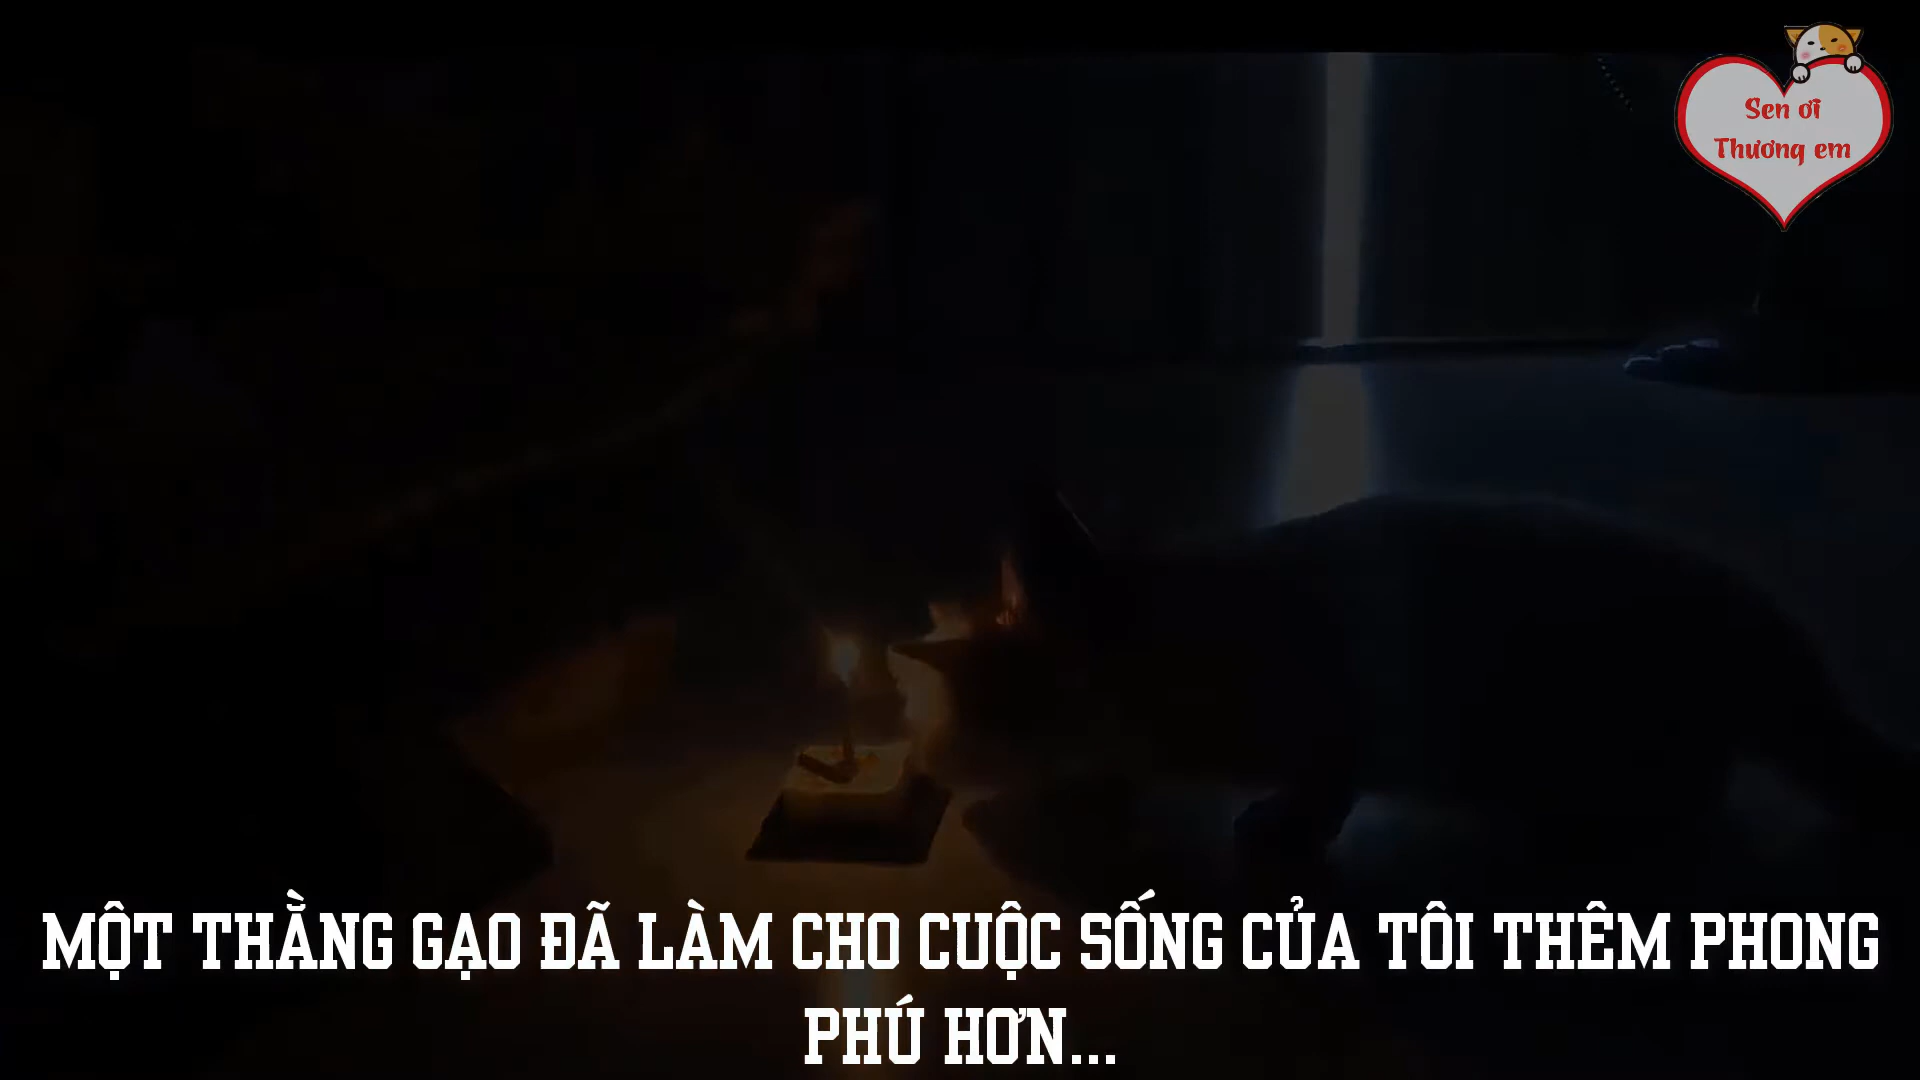 Sen ơi
Thương em
MỘT THẰNG GẠO ĐÃ LÀM CHO CUỘC SỐNG CỦA TÔI THÊM PHONG
PHÚ HƠN...